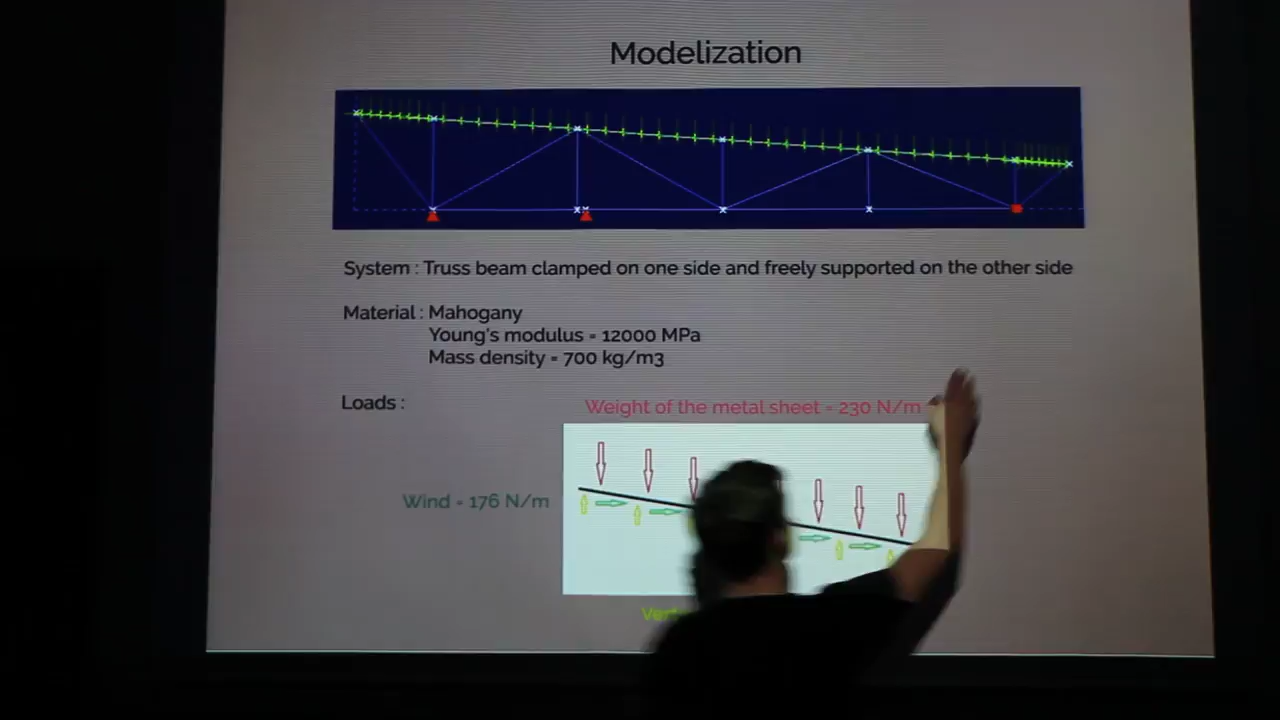 Modelization
System : Truss beam clamped on one side and freely supported on the other side
Material : Mahogany
Young's modulus = 12000 MPa
Mass density = 700 kg/m3
Loads :
Weight of the metal sheet = 230 N/m
Wind = 176 N/m